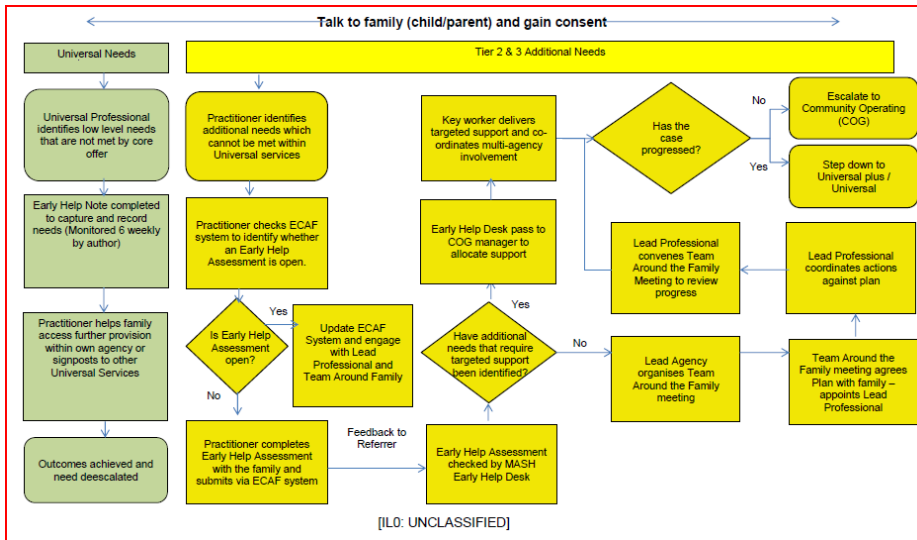 Talk to family (child/parent) and gain consent
Universal Needs
Tier 2 & 3 Additional Needs
Universal Professional
identifies low level needs
that are not met by core
offer
Early Help Note completed
to capture and record
needs (Monitored 6 weekly
by author)
Practitioner helps family
access further provision
within own agency or
signposts to other
Universal Services
Outcomes achieved and
need deescalated
Practitioner identifies
additional needs which
cannot be met within
Universal services
Practitioner checks ECAF
system to identify whether
an Early Help
Assessment is open.
Is Early Help
Assessment
open?
Yes
Update ECAF
System and engage
with Lead
Professional and
Team Around Family
No
Practitioner completes
Early Help Assessment
with the family and
submits via ECAF system
Feedback to
Referrer
Early Help Assessment
checked by MASH
Early Help Desk
Have additional
needs that require
targeted support
been identified?
Yes
Early Help Desk pass to
COG manager to
allocate support
Key worker delivers
targeted support and co-
ordinates multi-agency
involvement
No
Lead Agency
organises Team
Around the Family
meeting
Team Around the
Family meeting agrees
Plan with family –
appoints Lead
Professional
Lead Professional
coordinates actions
against plan
Lead Professional
convenes Team
Around the Family
Meeting to review
progress
Has the
case
progressed?
No
Escalate to
Community Operating
(COG)
Yes
Step down to
Universal plus /
Universal
[IL0: UNCLASSIFIED]